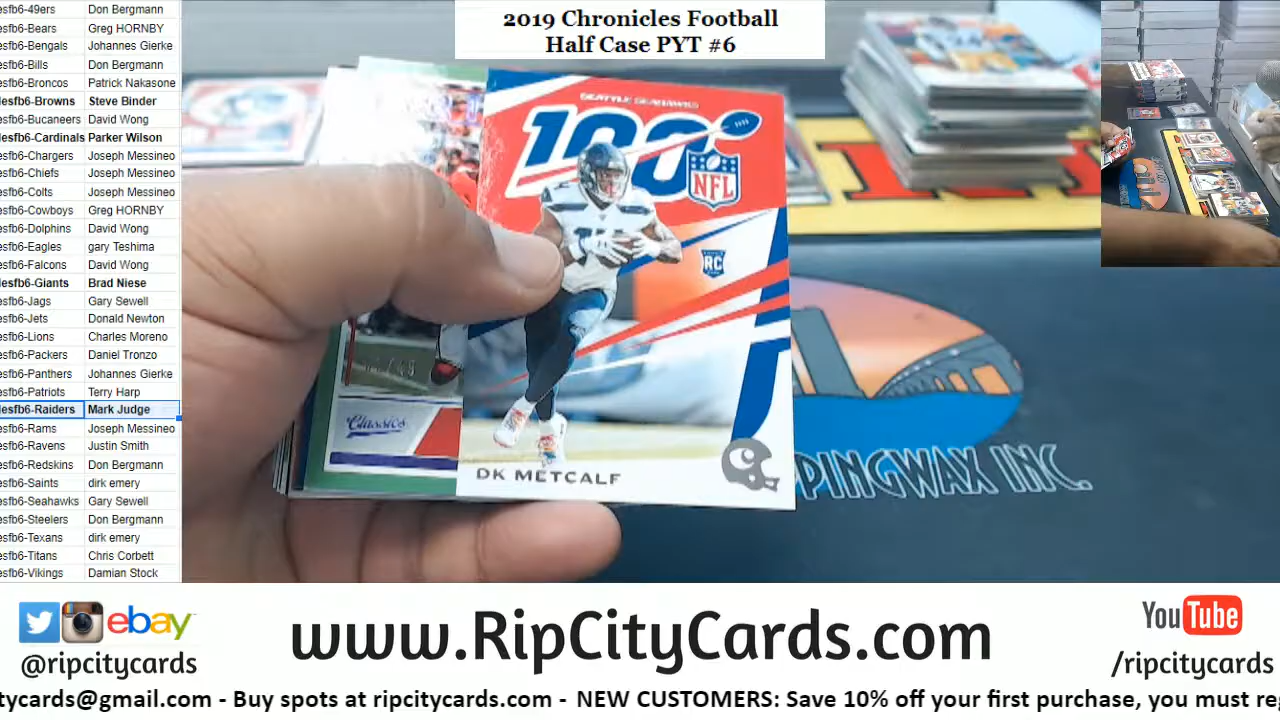 2019 Chronicles Football
Half Case PYT #6
esfb6-49ers Don Bergmann
esfb6-Bears Greg HORNBY
esfb6-Bengals Johannes Gierke
esfb6-Bills Don Bergmann
esfb6-Broncos Patrick Nakasone
lesfb6-Browns Steve Binder
esfb6-Bucaneers David Wong
lesfb6-Cardinals Parker Wilson
esfb6-Chargers Joseph Messineo
esfb6-Chiefs Joseph Messineo
esfb6-Colts Joseph Messineo
esfb6-Cowboys Greg HORNBY
esfb6-Dolphins David Wong
esfb6-Eagles gary Teshima
esfb6-Falcons David Wong
lesfb6-Giants Brad Niese
esfb6-Jags Gary Sewell
esfb6-Jets Donald Newton
esfb6-Lions Charles Moreno
esfb6-Packers Daniel Tronzo
esfb6-Panthers Johannes Gierke
esfb6-Patriots Terry Harp
lesfb6-Raiders Mark Judge
esfb6-Rams Joseph Messineo
esfb6-Ravens Justin Smith
esfb6-Redskins Don Bergmann
esfb6-Saints dirk emery
esfb6-Seahawks Gary Sewell
esfb6-Steelers Don Bergmann
esfb6-Texans dirk emery
esfb6-Titans Chris Corbett
esfb6-Vikings Damian Stock
SEATTLE SEAHAWKS
100
NFL
RC
Classics
DK METCALF
PPINGWAX INC.
ebay
@ripcitycards
www.RipCityCards.com
YouTube
/ripcitycards
tycards@gmail.com - Buy spots at ripcitycards.com - NEW CUSTOMERS: Save 10% off your first purchase, you must reg